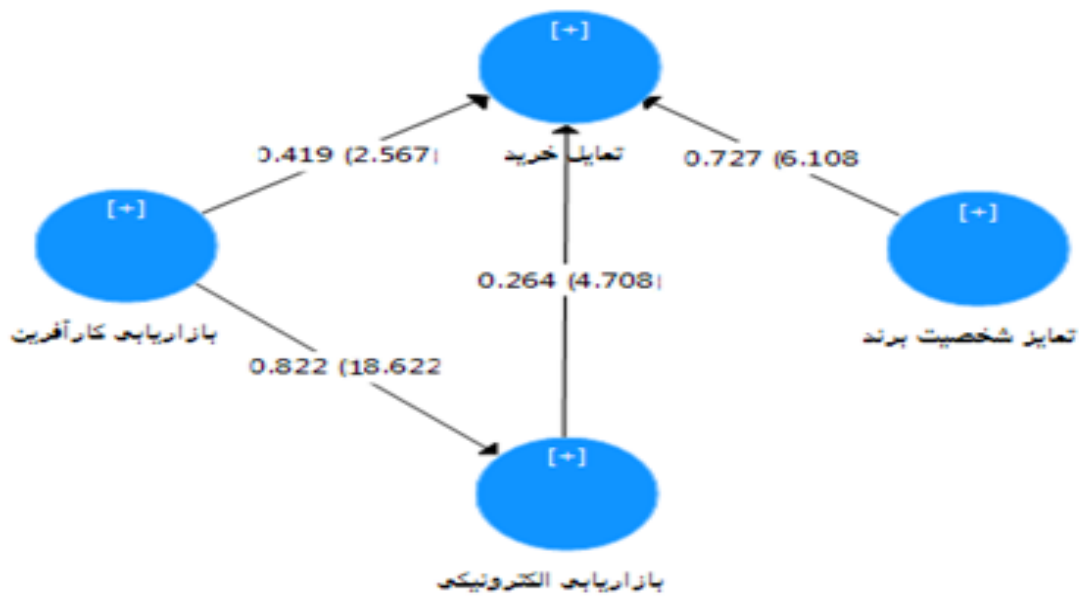 [+]
0.419 (2.567)
تمایل خرید
0.727 (6.108
[+]
[+]
0.264 (4.708)
بازاریابی کارآفرین
تمایز شخصیت برند
0.822 (18.622
[+]
بازاریابی الکترونیکی